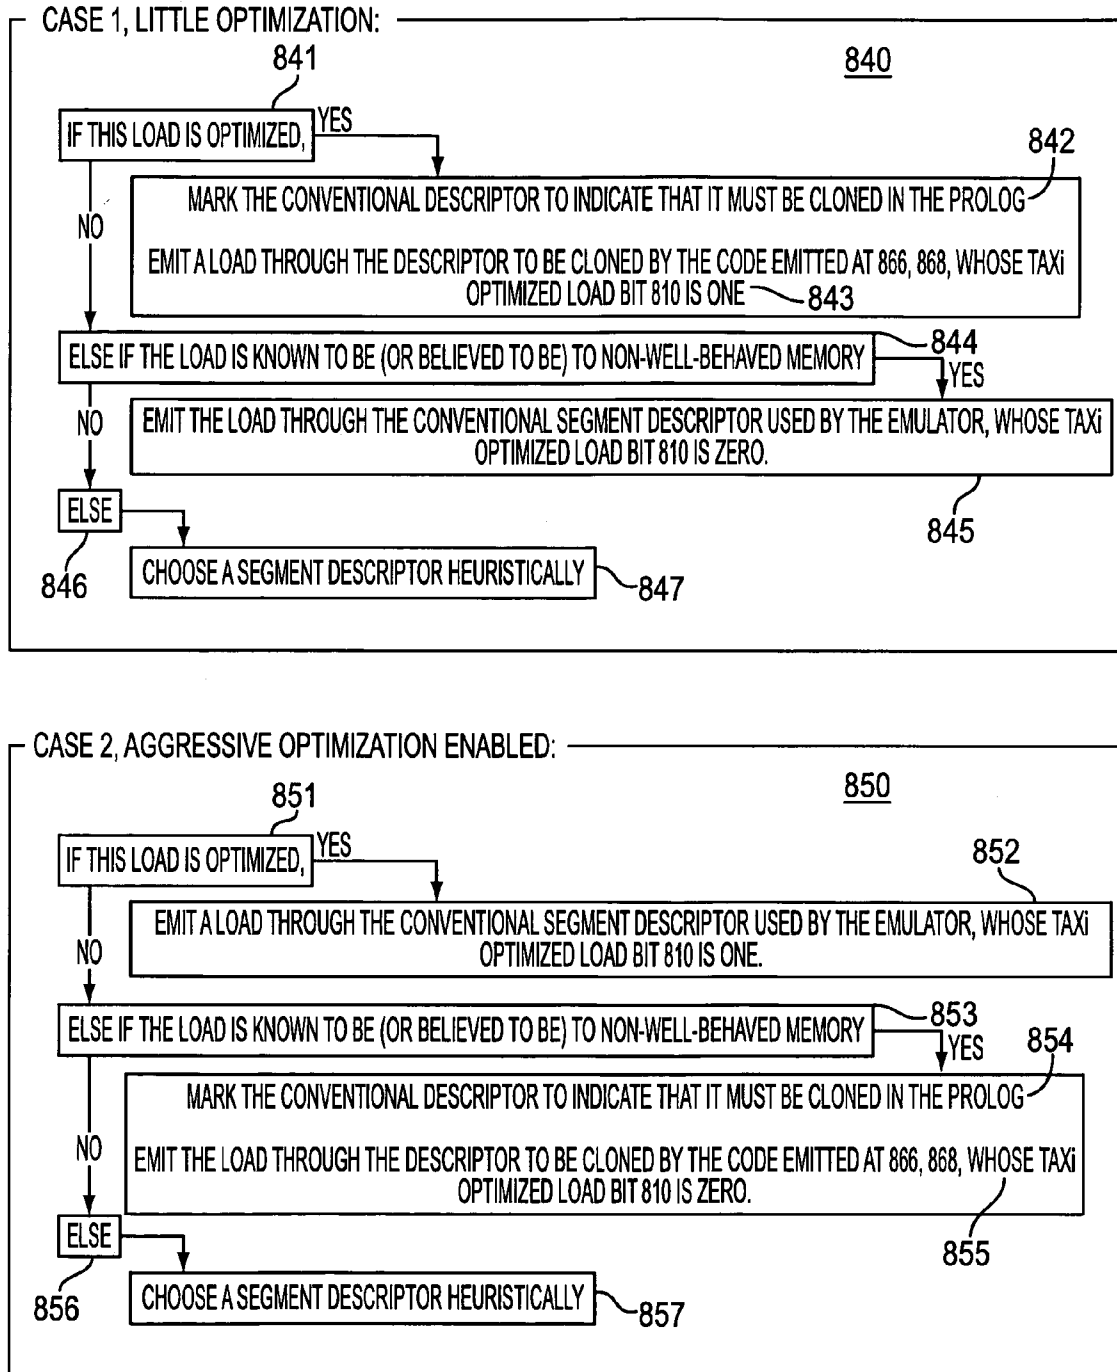 CASE 1, LITTLE OPTIMIZATION:
840
841
IF THIS LOAD IS OPTIMIZED,
YES
842
MARK THE CONVENTIONAL DESCRIPTOR TO INDICATE THAT IT MUST BE CLONED IN THE PROLOG
NO
EMIT A LOAD THROUGH THE DESCRIPTOR TO BE CLONED BY THE CODE EMITTED AT 866, 868, WHOSE TAXi
OPTIMIZED LOAD BIT 810 IS ONE
843
ELSE IF THE LOAD IS KNOWN TO BE (OR BELIEVED TO BE) TO NON-WELL-BEHAVED MEMORY
844
YES
NO
EMIT THE LOAD THROUGH THE CONVENTIONAL SEGMENT DESCRIPTOR USED BY THE EMULATOR, WHOSE TAXi
OPTIMIZED LOAD BIT 810 IS ZERO.
845
ELSE
846
CHOOSE A SEGMENT DESCRIPTOR HEURISTICALLY
847
CASE 2, AGGRESSIVE OPTIMIZATION ENABLED:
850
851
IF THIS LOAD IS OPTIMIZED,
YES
852
EMIT A LOAD THROUGH THE CONVENTIONAL SEGMENT DESCRIPTOR USED BY THE EMULATOR, WHOSE TAXi
OPTIMIZED LOAD BIT 810 IS ONE.
NO
ELSE IF THE LOAD IS KNOWN TO BE (OR BELIEVED TO BE) TO NON-WELL-BEHAVED MEMORY
853
YES
854
MARK THE CONVENTIONAL DESCRIPTOR TO INDICATE THAT IT MUST BE CLONED IN THE PROLOG
NO
EMIT THE LOAD THROUGH THE DESCRIPTOR TO BE CLONED BY THE CODE EMITTED AT 866, 868, WHOSE TAXi
OPTIMIZED LOAD BIT 810 IS ZERO.
855
ELSE
856
CHOOSE A SEGMENT DESCRIPTOR HEURISTICALLY
857